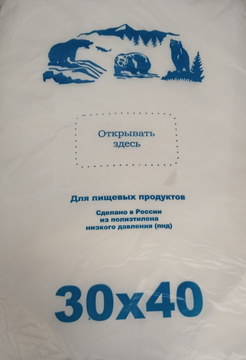 Открывать
здесь
Для пищевых продуктов
Сделано в России
из полиэтилена
низкого давления (пнд)
30х40